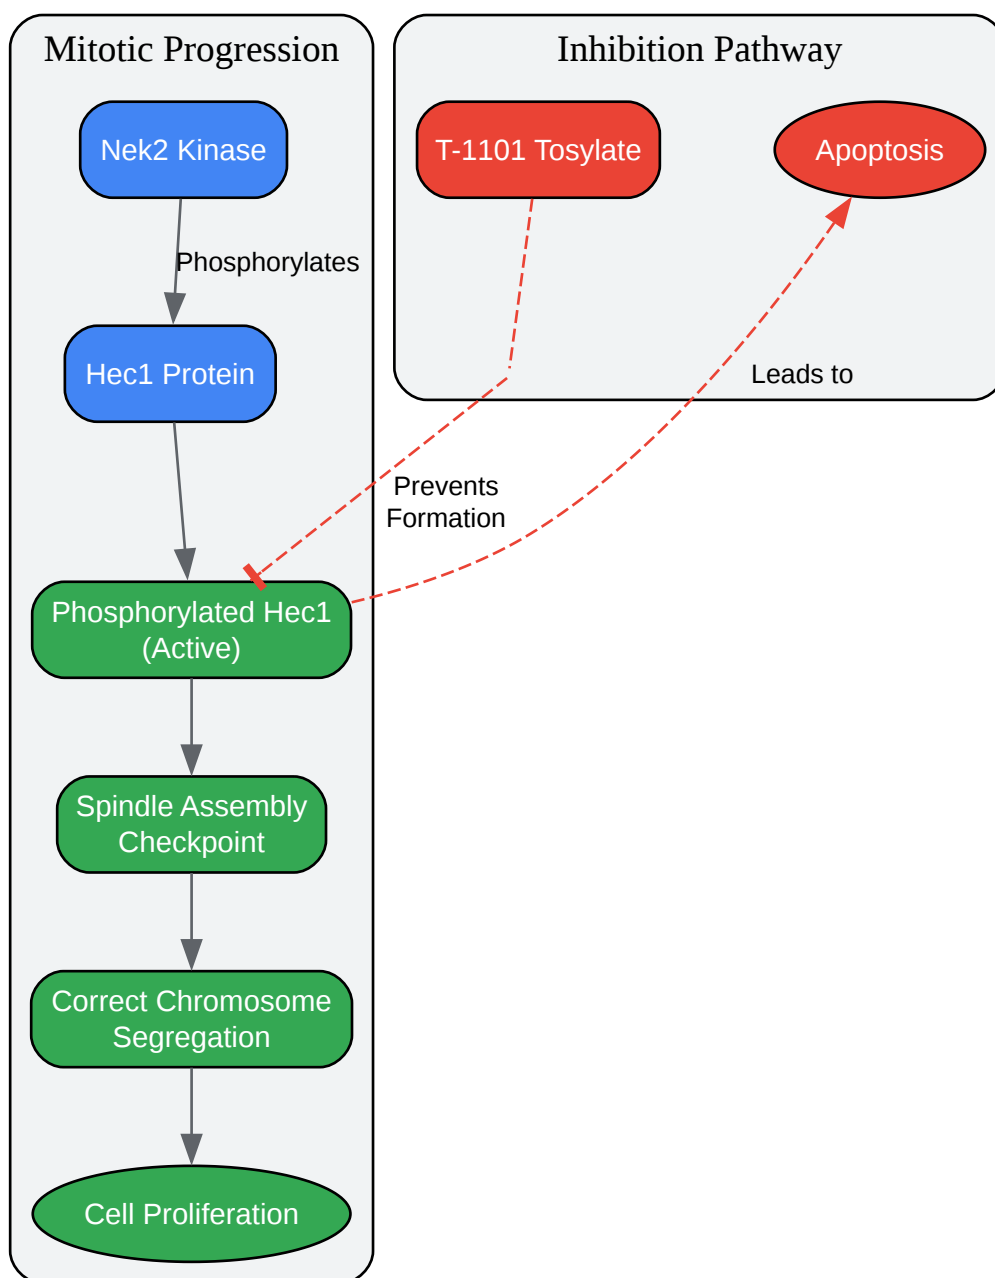 Mitotic Progression
Nek2 Kinase
Phosphorylates
Hec1 Protein
Phosphorylated Hec1
(Active)
Spindle Assembly
Checkpoint
Correct Chromosome
Segregation
Cell Proliferation
Inhibition Pathway
T-1101 Tosylate
Apoptosis
Leads to
Prevents
Formation